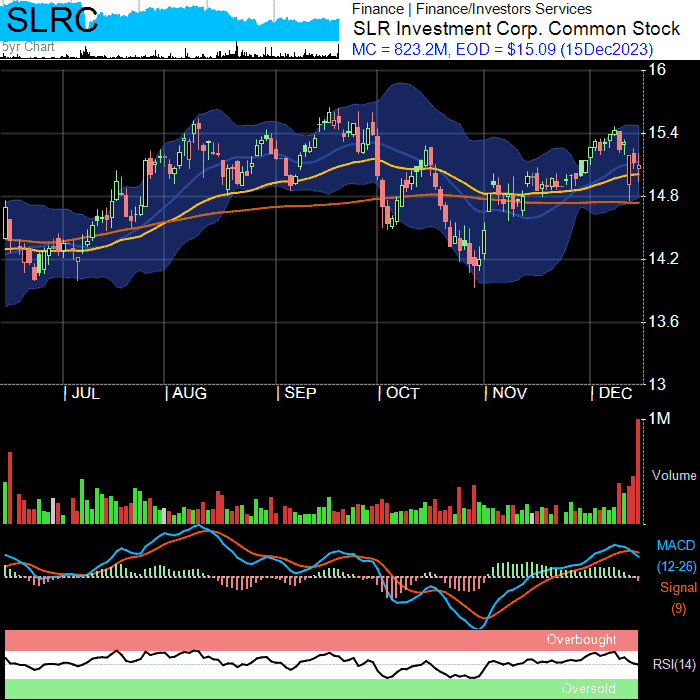 SLRC
5yr Chart
Finance | Finance/Investors Services
SLR Investment Corp. Common Stock
MC = 823.2M, EOD = $15.09 (15Dec2023)
16
15.4
14.8
14.2
13.6
13
| JUL
| AUG
| SEP
| OCT
| NOV
| DEC
1M
Volume
MACD
(12-26)
Signal
(9)
Overbought
RSI(14)
Oversold